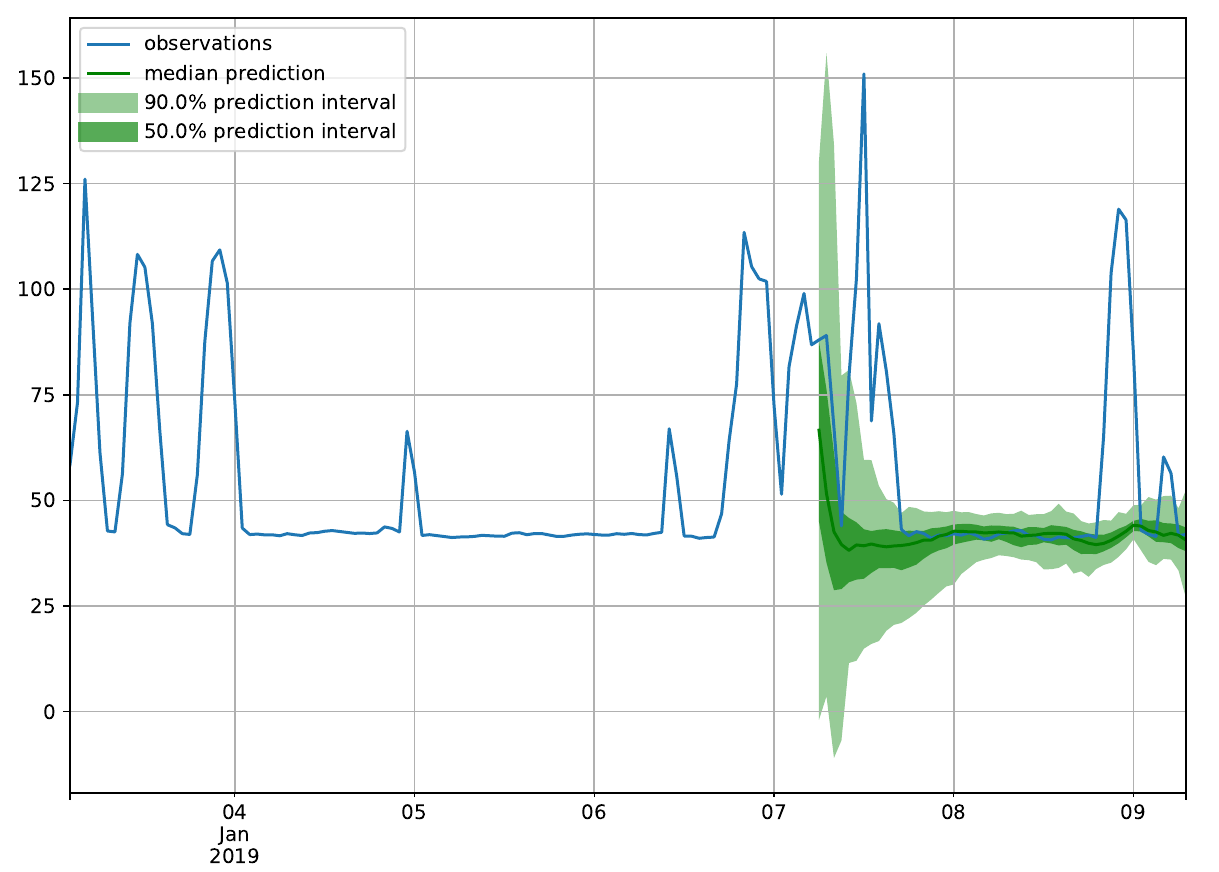 observations
median prediction
90.0% prediction interval
50.0% prediction interval
150
125
100
75
50
25
0
04 05 06 07 08 09
Jan
2019